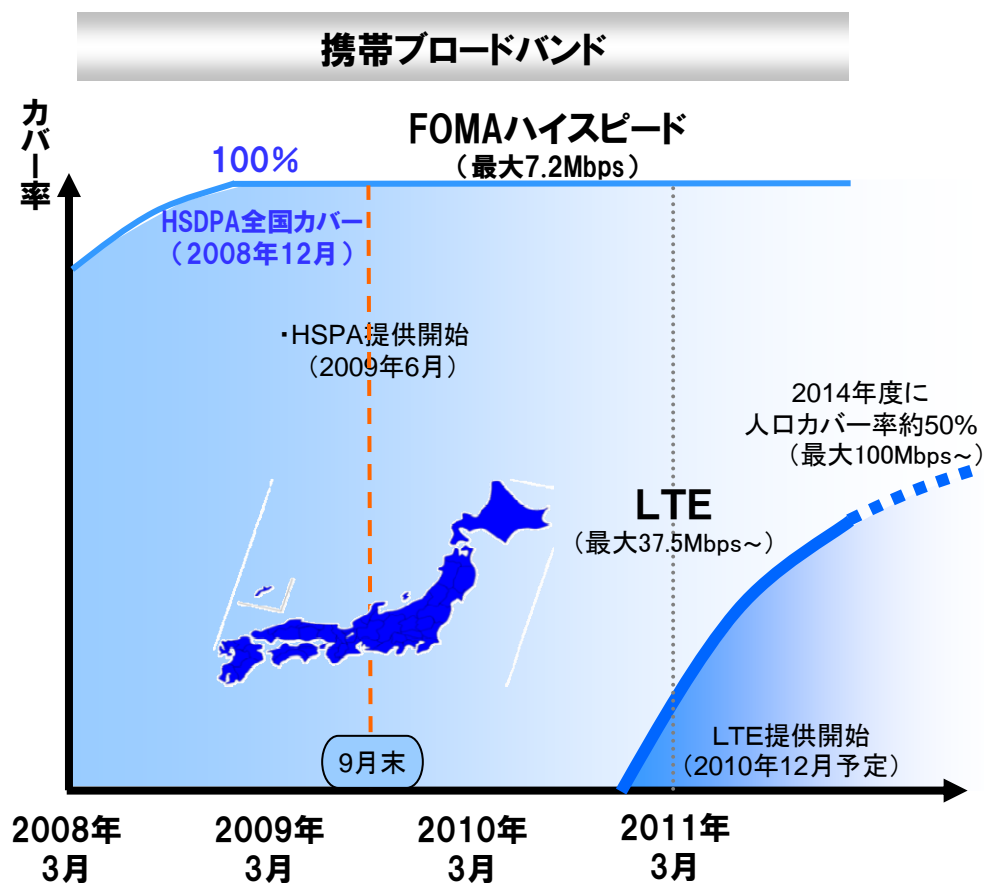 携帯ブロードバンド
カバー率
FOMAハイスピード
(最大7.2Mbps)
100%
HSDPA全国カバー
(2008年12月)
・HSPA提供開始
(2009年6月)
2014年度に
人口カバー率約50%
(最大100Mbps~)
LTE
(最大37.5Mbps~)
LTE提供開始
(2010年12月予定)
9月末
2008年
3月
2009年
3月
2010年
3月
2011年
3月